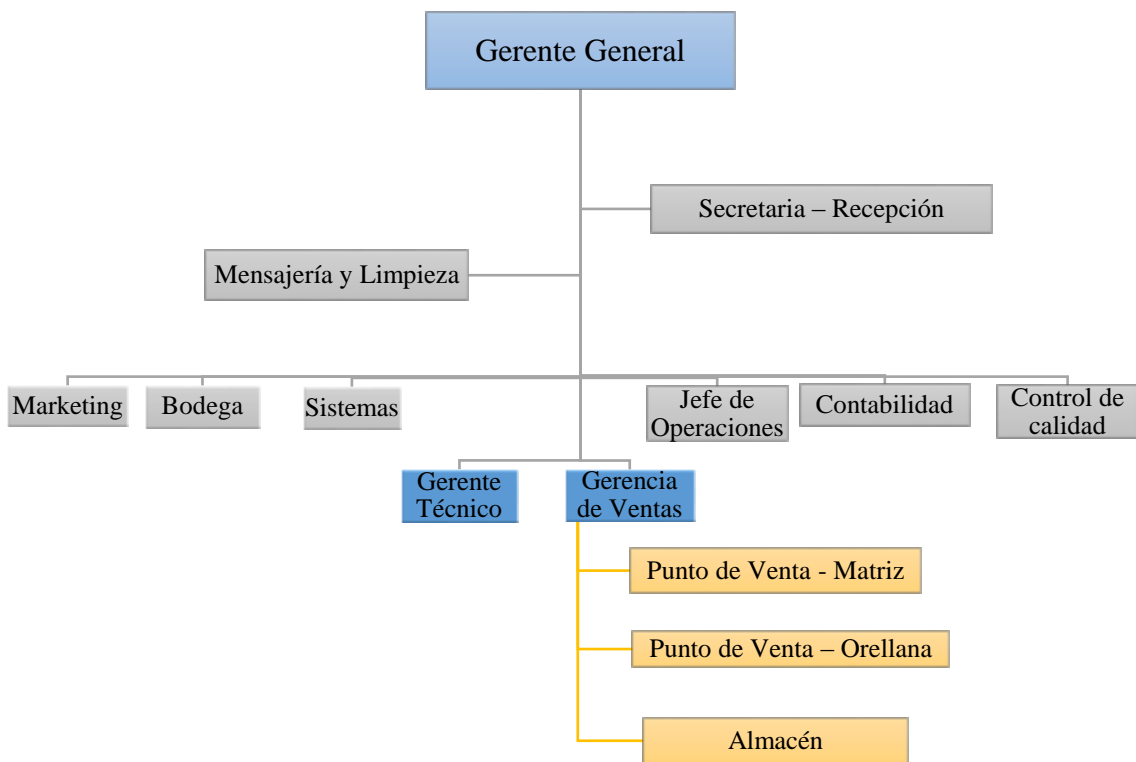 Gerente General
Secretaria – Recepción
Mensajería y Limpieza
Marketing
Bodega
Sistemas
Jefe de
Operaciones
Contabilidad
Control de
calidad
Gerente
Técnico
Gerencia
de Ventas
Punto de Venta - Matriz
Punto de Venta – Orellana
Almacén